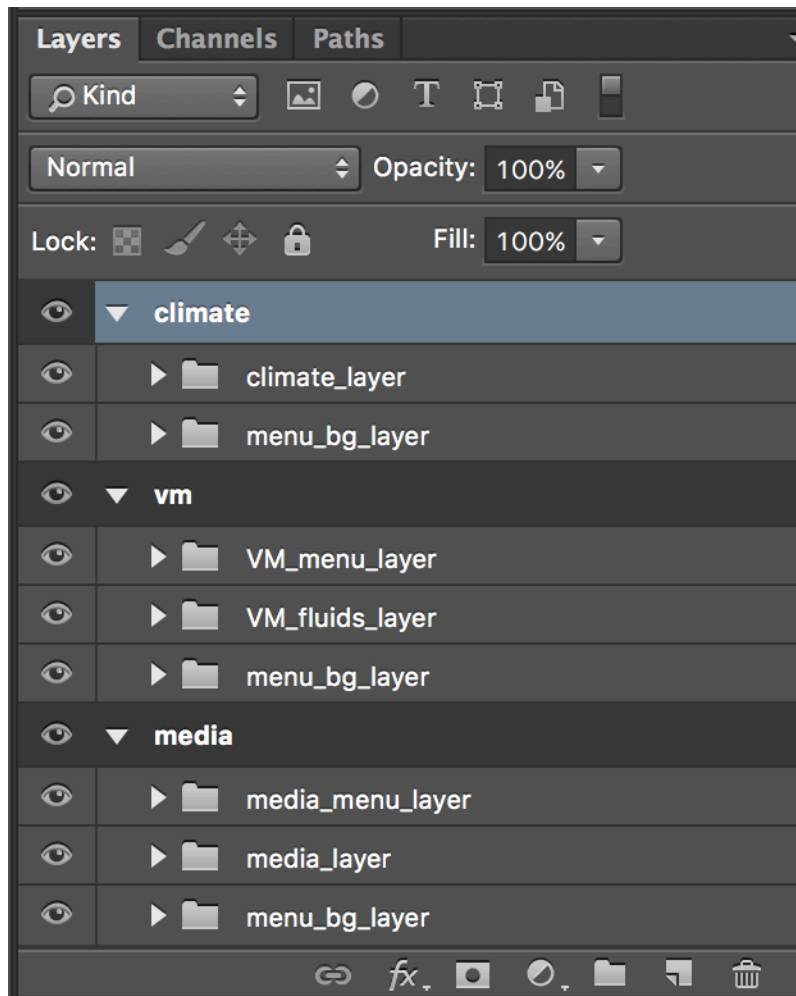 Layers Channels Paths
Kind
Normal Opacity: 100%
Lock: Fill: 100%
climate
climate_layer
menu_bg_layer
vm
VM_menu_layer
VM_fluids_layer
menu_bg_layer
media
media_menu_layer
media_layer
menu_bg_layer
fx